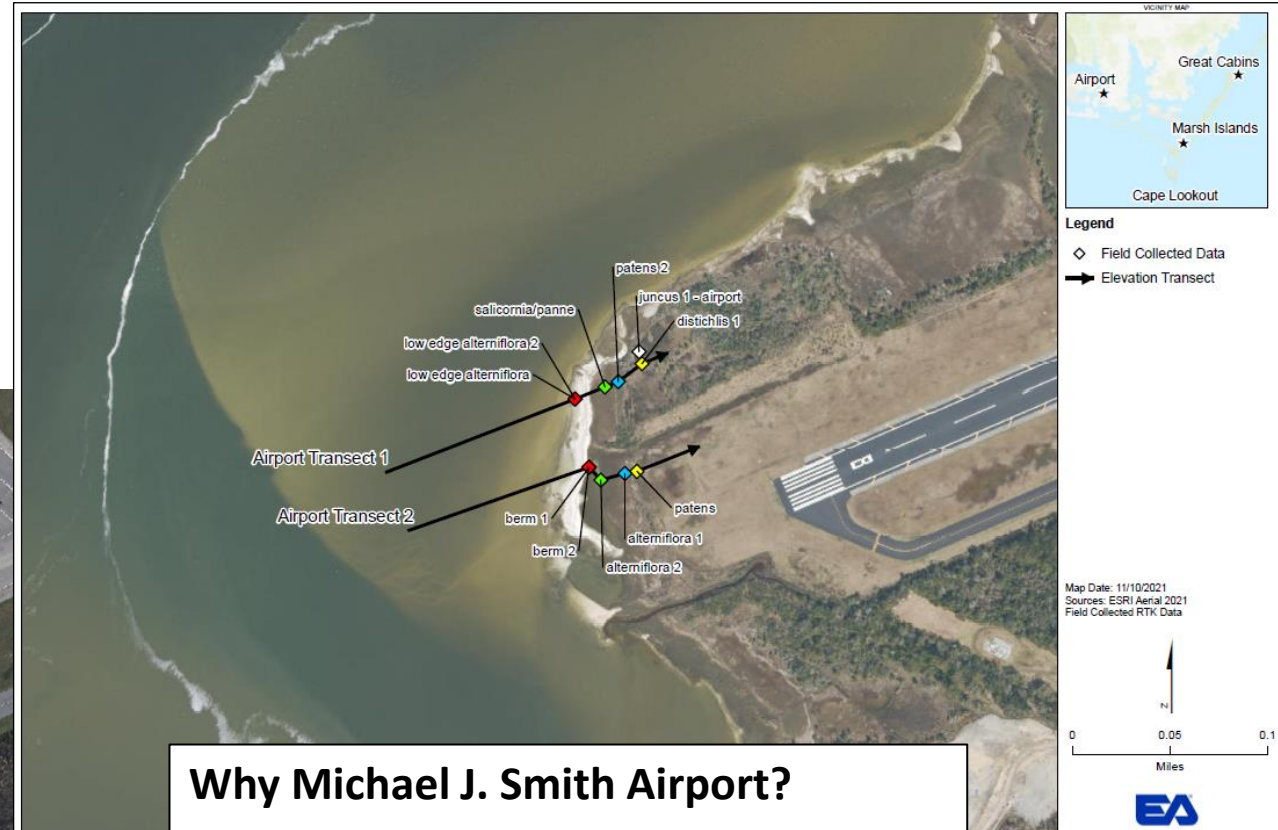 VICINITY MAP
Great Cabins
Airport
Marsh Islands
Cape Lookout
Legend
Field Collected Data
Elevation Transect
patens 2
juncus 1 - airport
salicornia/panne
distichlis 1
low edge alterniflora 2
low edge alterniflora
Airport Transect 1
Airport Transect 2
berm 1
patens
berm 2
alterniflora 1
alterniflora 2
Map Date: 11/10/2021
Sources: ESRI Aerial 2021
Field Collected RTK Data
N
0 0.05 0.1
Miles
EA
Why Michael J. Smith Airport?